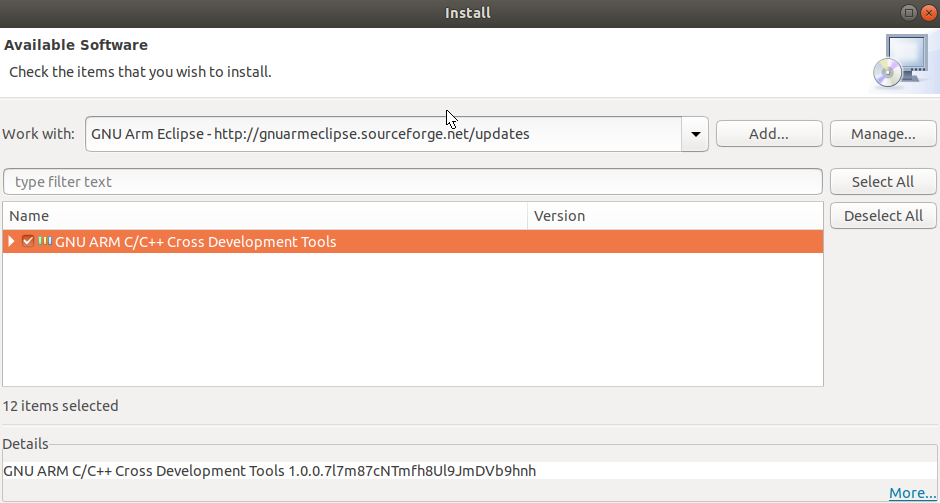 Install
Available Software
Check the items that you wish to install.
Work with: GNU Arm Eclipse - http://gnuarmeclipse.sourceforge.net/updates Add... Manage...
type filter text Select All
Name Version Deselect All
GNU ARM C/C++ Cross Development Tools
12 items selected
Details
GNU ARM C/C++ Cross Development Tools 1.0.0.7l7m87cNTmfh8Ul9JmDVb9hnh
More...